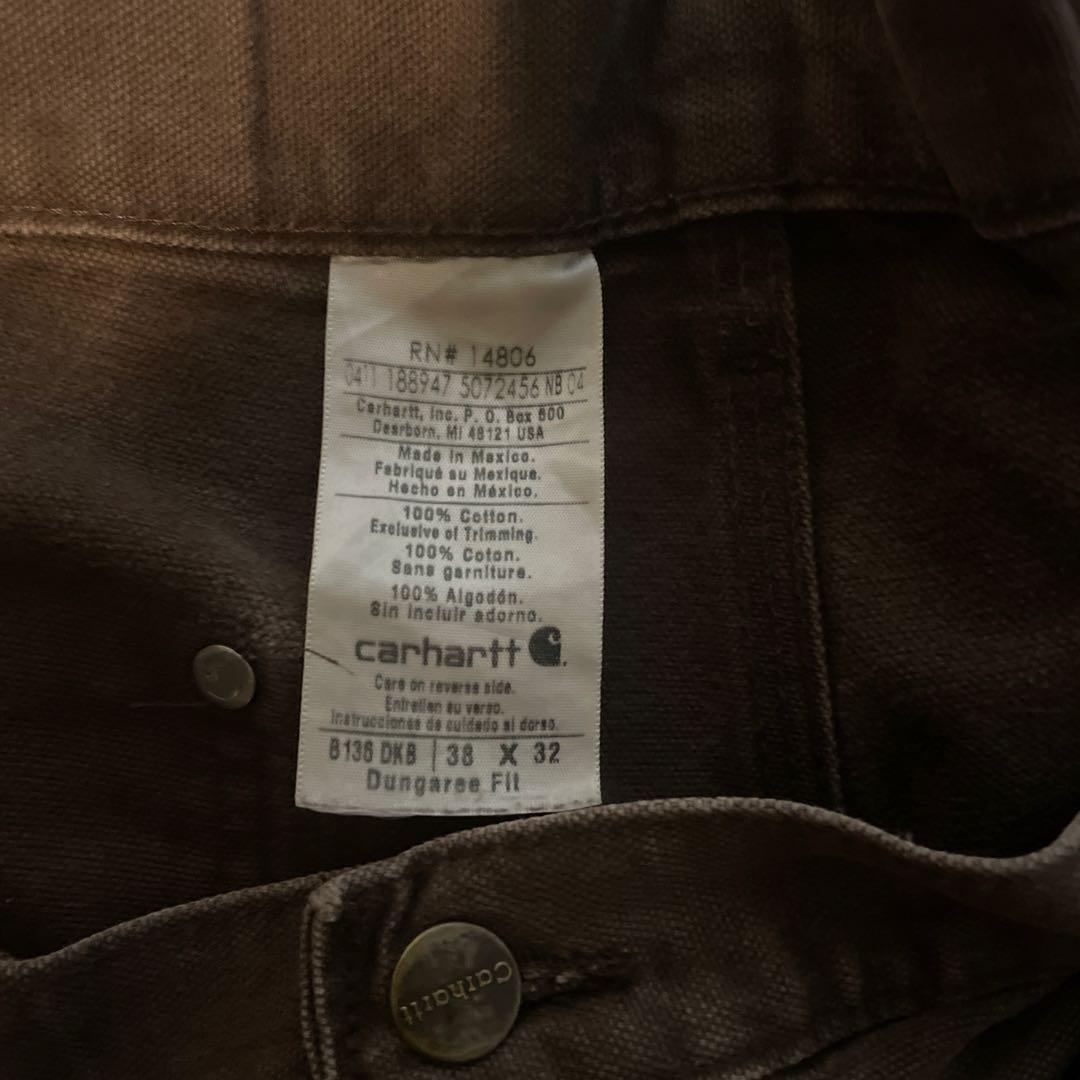 RN# 14806
04'1 188947 5072456 NB 04
Carhartt, Inc. P. O. Box 600
Dearborn, MI 48121 USA
Made in Mexico.
Fabriqué au Mexique.
Hecho en México.
100% Cotton.
Exclusive of Trimming.
100% Coton.
Sans garniture.
100% Algodón.
Sin incluir adorno.
carhartt
Care on reverse side.
Entretien au verso.
Instrucciones de cuidado al dorso.
B136 DKB 38 X 32
Dungaree Fit
Carhartt